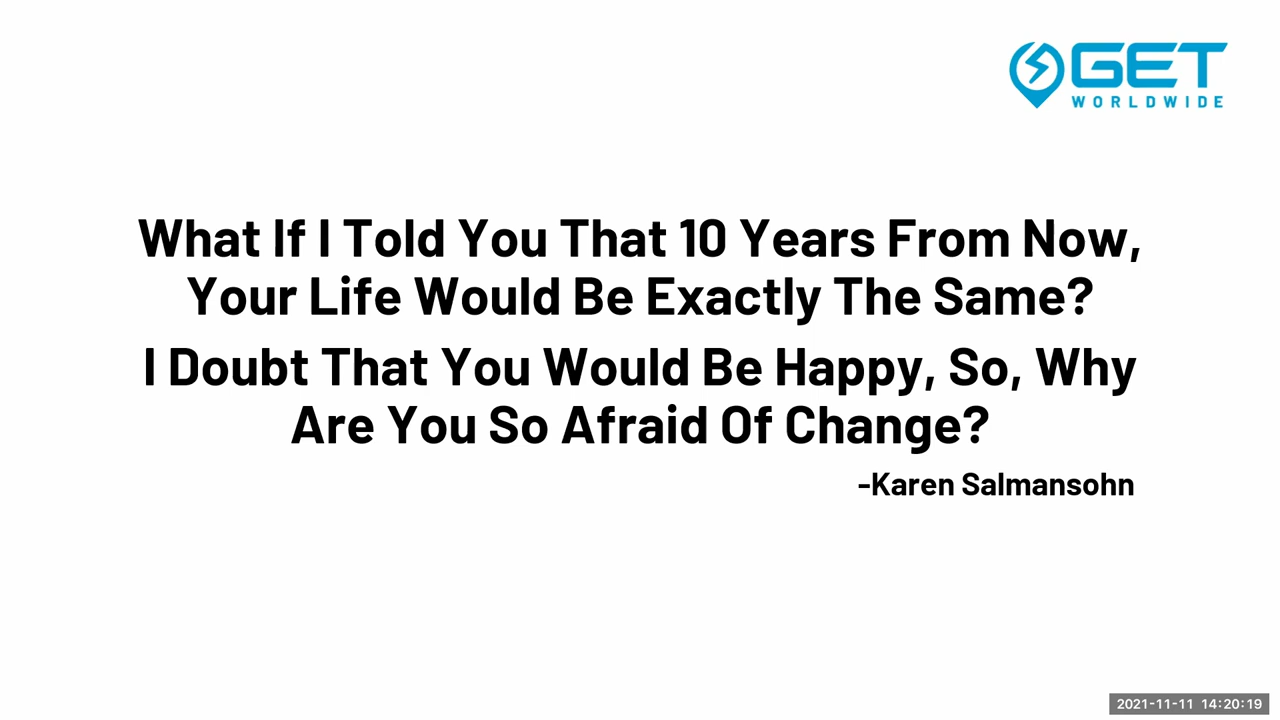 GET
WORLDWIDE
What If I Told You That 10 Years From Now,
Your Life Would Be Exactly The Same?
I Doubt That You Would Be Happy, So, Why
Are You So Afraid Of Change?
-Karen Salmansohn
2021-11-11 14:20:19